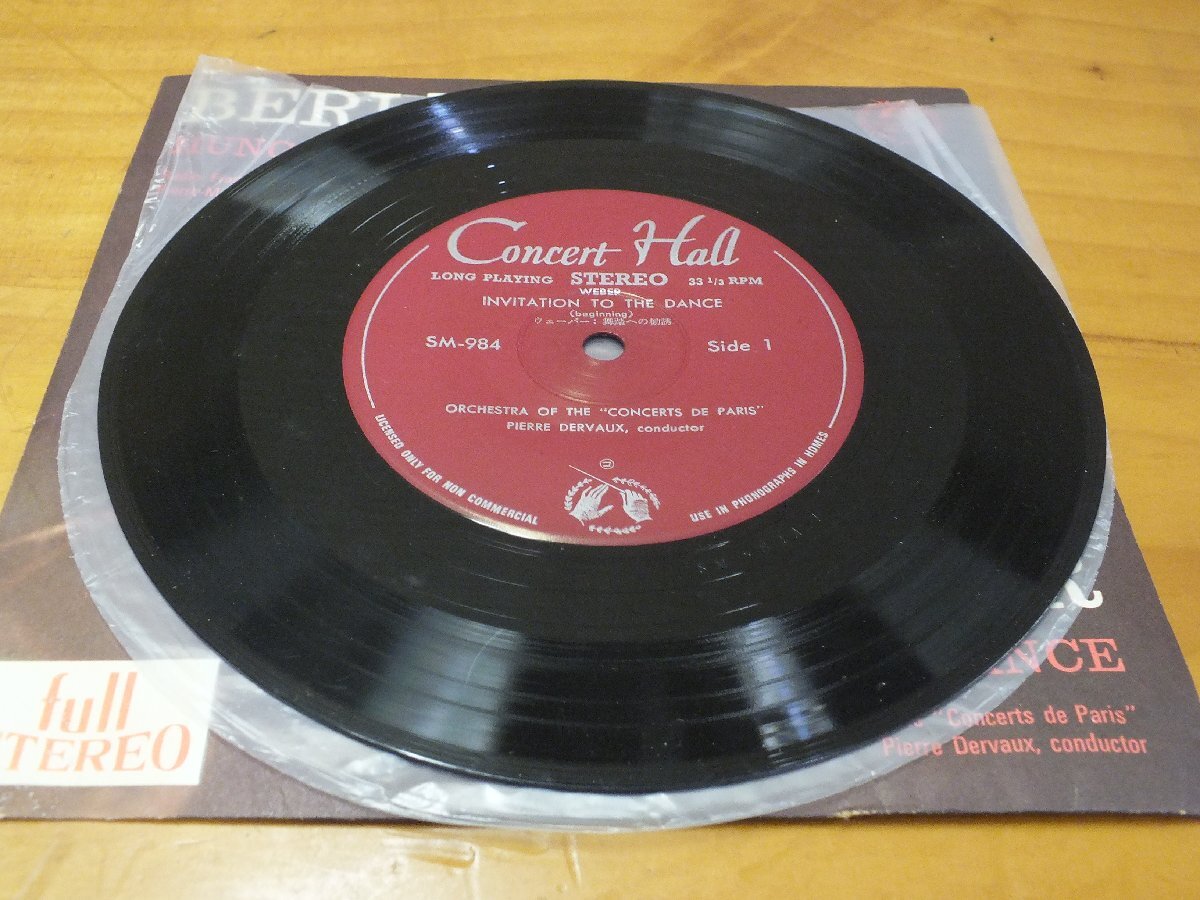 Concert Hall
LONG PLAYING STEREO 33 1/3 RPM
WEBER
INVITATION TO THE DANCE
(beginning)
ウェーバー: 舞踏への勧誘
SM-984 Side 1
ORCHESTRA OF THE "CONCERTS DE PARIS"
PIERRE DERVAUX, conductor
LICENSED ONLY FOR NON COMMERCIAL
USE IN PHONOGRAPHS IN HOMES
full
STEREO
"Concerts de Paris"
Pierre Dervaux, conductor